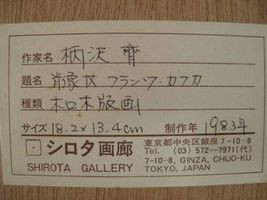 作家名 柄沢 齊
題名 肖像Ⅸ フランツ・カフカ
種類 木口木版画
サイズ 18.2×13.4cm 制作年 1983年
シロタ画廊 東京都中央区銀座7-10-8
Tel. (03) 572-7971(代)
SHIROTA GALLERY 7-10-8, GINZA, CHUO-KU
TOKYO, JAPAN